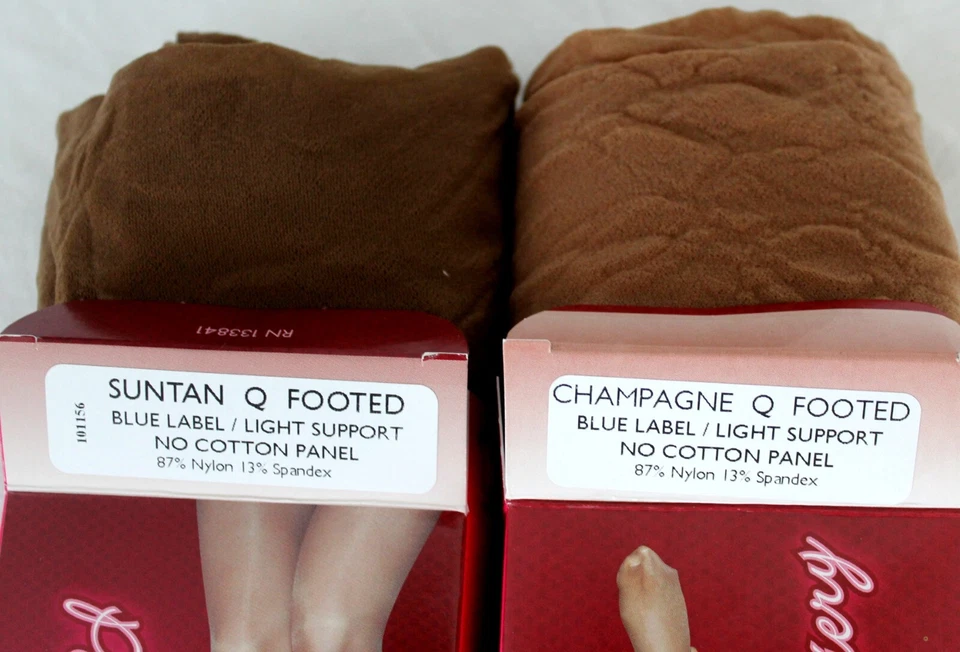 RN 133841
SUNTAN Q FOOTED
BLUE LABEL / LIGHT SUPPORT
NO COTTON PANEL
87% Nylon 13% Spandex
101156
CHAMPAGNE Q FOOTED
BLUE LABEL / LIGHT SUPPORT
NO COTTON PANEL
87% Nylon 13% Spandex